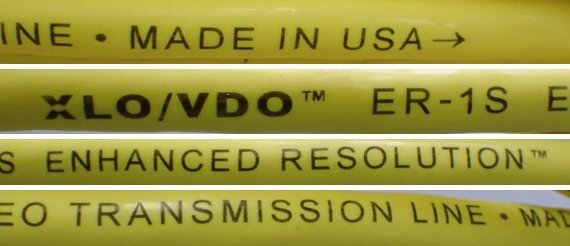 INE • MADE IN USA→
XLO/VDO™ ER-1S E
S ENHANCED RESOLUTION™
EO TRANSMISSION LINE • MAD